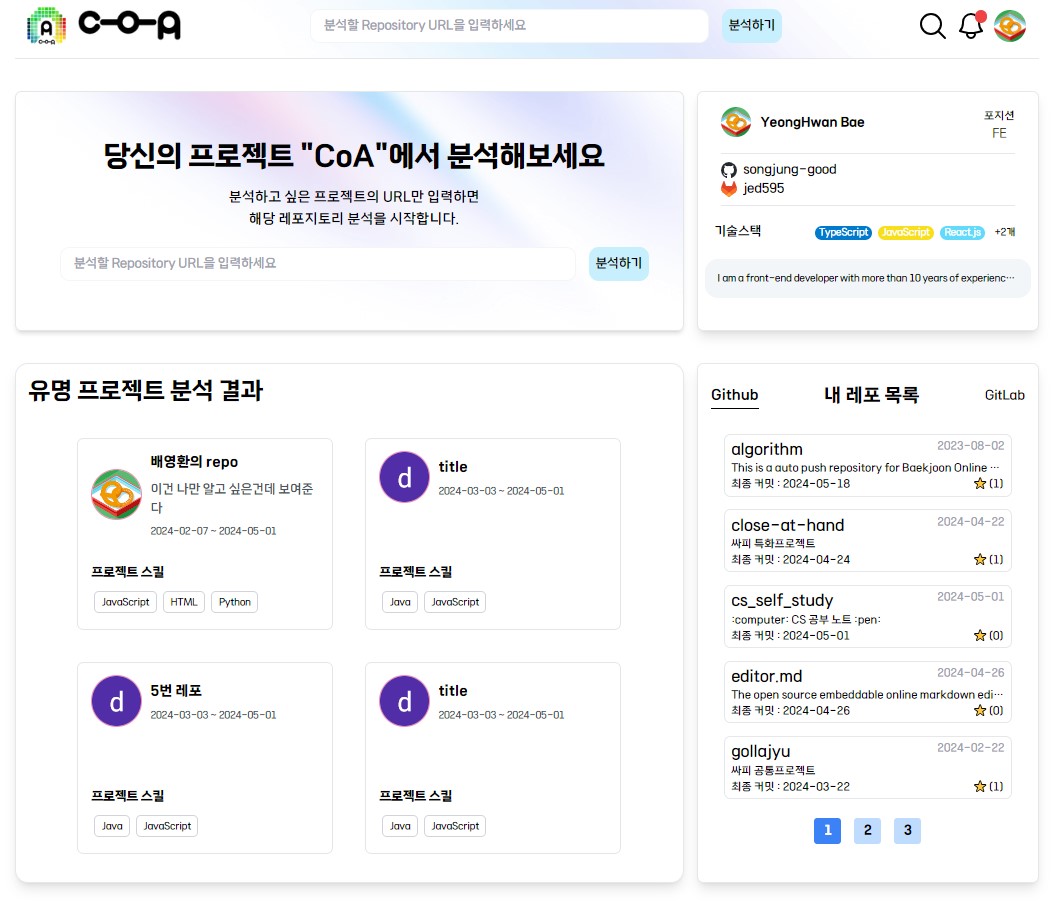 A
C-O-A
C-O-A
분석할 Repository URL을 입력하세요
분석하기
당신의 프로젝트 "CoA"에서 분석해보세요
분석하고 싶은 프로젝트의 URL만 입력하면
해당 레포지토리 분석을 시작합니다.
분석할 Repository URL을 입력하세요
분석하기
YeongHwan Bae
포지션
FE
songjung-good
jed595
기술스택
TypeScript
JavaScript
React.js
+2개
I am a front-end developer with more than 10 years of experienc…
유명 프로젝트 분석 결과
배영환의 repo
이건 나만 알고 싶은건데 보여준
다
2024-02-07 ~ 2024-05-01
프로젝트 스킬
JavaScript
HTML
Python
d
title
2024-03-03 ~ 2024-05-01
프로젝트 스킬
Java
JavaScript
d
5번 레포
2024-03-03 ~ 2024-05-01
프로젝트 스킬
Java
JavaScript
d
title
2024-03-03 ~ 2024-05-01
프로젝트 스킬
Java
JavaScript
Github
내 레포 목록
GitLab
algorithm
2023-08-02
This is a auto push repository for Baekjoon Online …
최종 커밋 : 2024-05-18
(1)
close-at-hand
2024-04-22
싸피 특화프로젝트
최종 커밋 : 2024-04-24
(1)
cs_self_study
2024-05-01
:computer: CS 공부 노트 :pen:
최종 커밋 : 2024-05-01
(0)
editor.md
2024-04-26
The open source embeddable online markdown edi…
최종 커밋 : 2024-04-26
(0)
gollajyu
2024-02-22
싸피 공통프로젝트
최종 커밋 : 2024-03-22
(1)
1
2
3